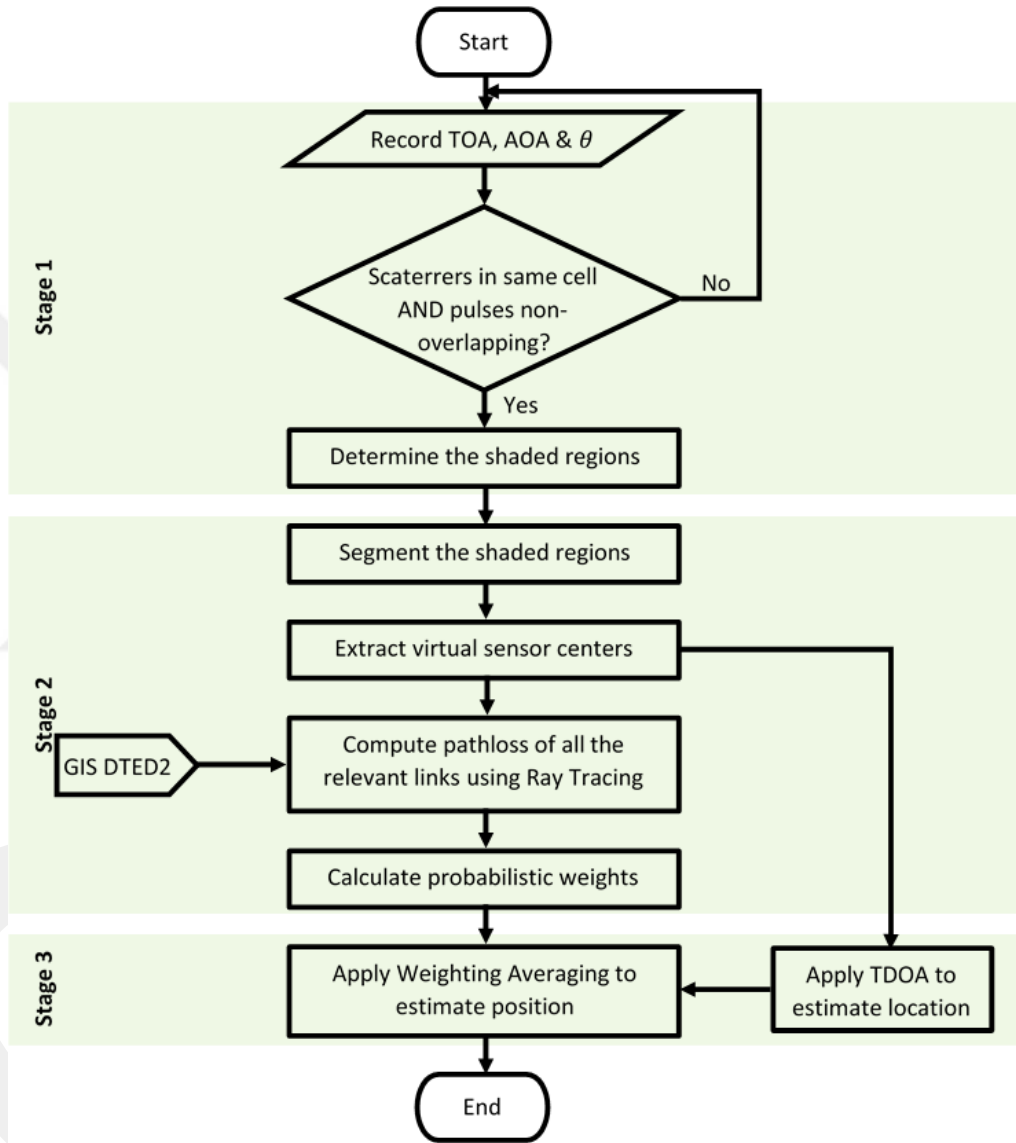 Start
Stage 1
Record TOA, AOA & θ
Scaterrers in same cell
AND pulses non-
overlapping?
No
Yes
Determine the shaded regions
Stage 2
Segment the shaded regions
Extract virtual sensor centers
GIS DTED2
Compute pathloss of all the
relevant links using Ray Tracing
Calculate probabilistic weights
Stage 3
Apply Weighting Averaging to
estimate position
Apply TDOA to
estimate location
End